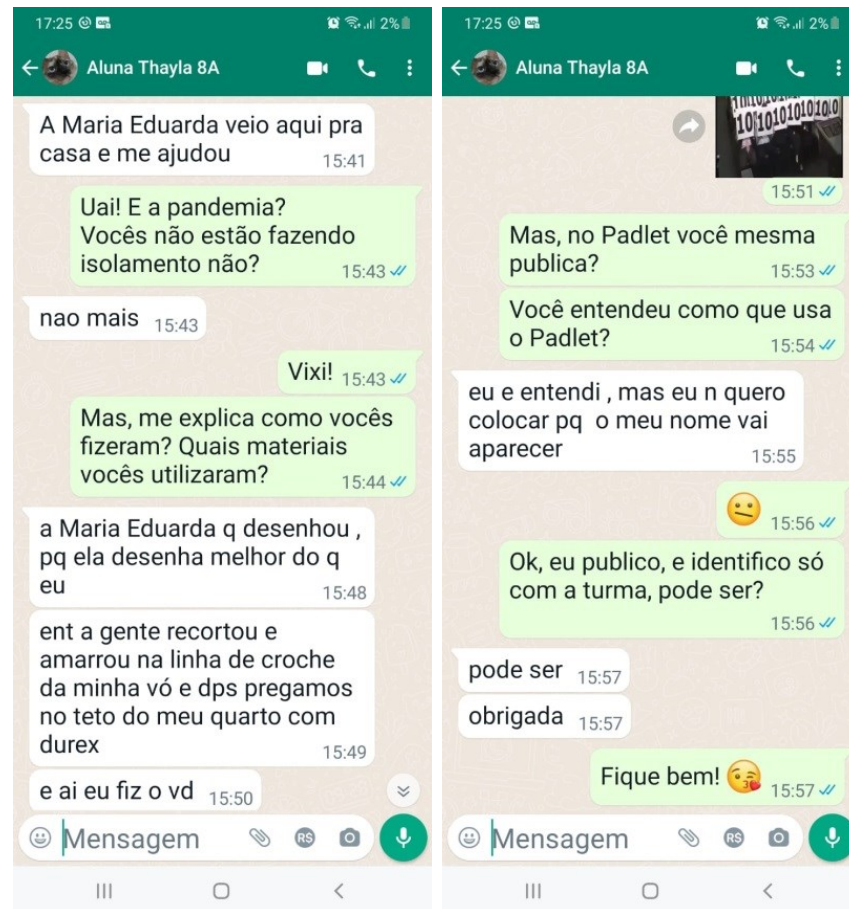 17:25 2%
Aluna Thayla 8A
A Maria Eduarda veio aqui pra
casa e me ajudou 15:41
Uai! E a pandemia?
Vocês não estão fazendo
isolamento não? 15:43
nao mais 15:43
Vixi! 15:43
Mas, me explica como vocês
fizeram? Quais materiais
vocês utilizaram? 15:44
a Maria Eduarda q desenhou ,
pq ela desenha melhor do q
eu 15:48
ent a gente recortou e
amarrou na linha de croche
da minha vó e dps pregamos
no teto do meu quarto com
durex 15:49
e ai eu fiz o vd 15:50
Mensagem R$
17:25 2%
Aluna Thayla 8A
15:51
Mas, no Padlet você mesma
publica? 15:53
Você entendeu como que usa
o Padlet? 15:54
eu e entendi , mas eu n quero
colocar pq o meu nome vai
aparecer 15:55
15:56
Ok, eu publico, e identifico só
com a turma, pode ser?
15:56
pode ser 15:57
obrigada 15:57
Fique bem! 15:57
Mensagem R$